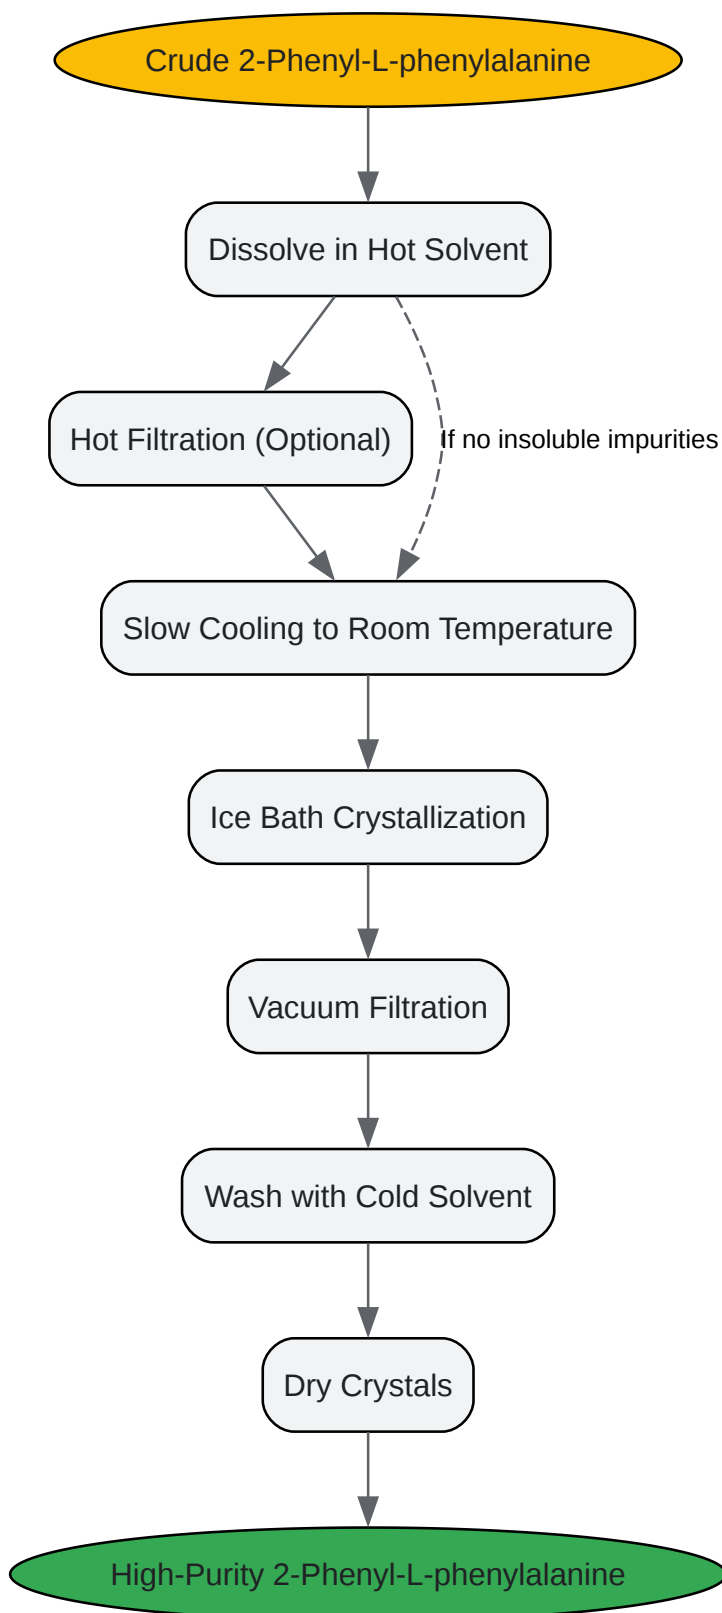 Crude 2-Phenyl-L-phenylalanine
Dissolve in Hot Solvent
Hot Filtration (Optional)
If no insoluble impurities
Slow Cooling to Room Temperature
Ice Bath Crystallization
Vacuum Filtration
Wash with Cold Solvent
Dry Crystals
High-Purity 2-Phenyl-L-phenylalanine